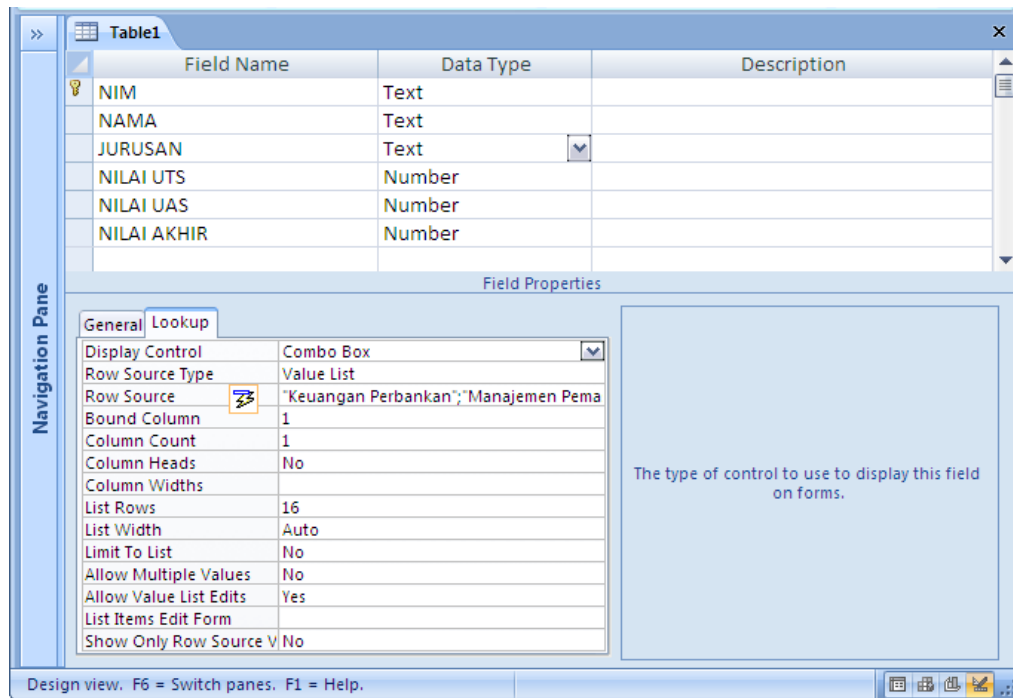 Table1
Field Name Data Type Description
NIM Text
NAMA Text
JURUSAN Text
NILAI UTS Number
NILAI UAS Number
NILAI AKHIR Number
Navigation Pane
Field Properties
General Lookup
Display Control Combo Box
Row Source Type Value List
Row Source "Keuangan Perbankan";"Manajemen Pema
Bound Column 1
Column Count 1
Column Heads No
Column Widths
List Rows 16
List Width Auto
Limit To List No
Allow Multiple Values No
Allow Value List Edits Yes
List Items Edit Form
Show Only Row Source V No
The type of control to use to display this field
on forms.
Design view. F6 = Switch panes. F1 = Help.